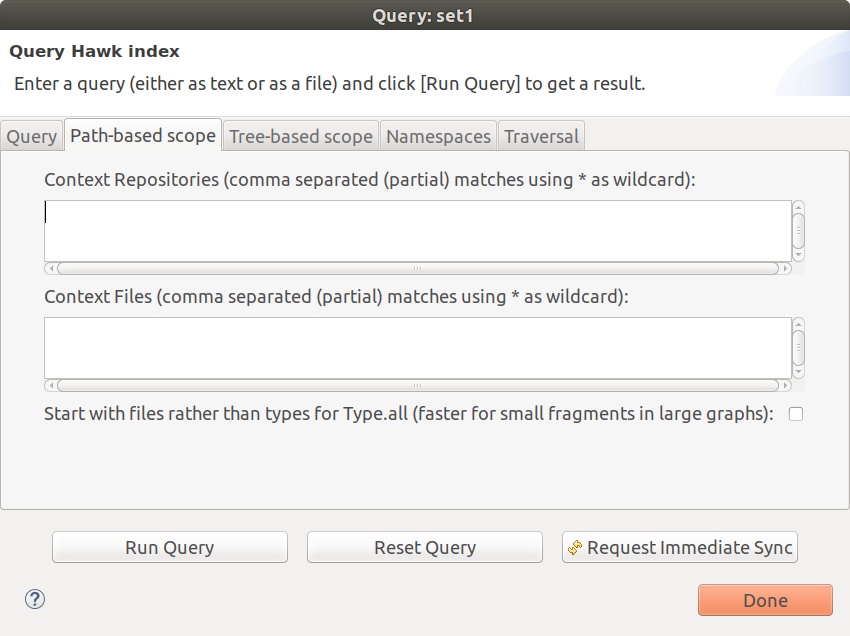 Query: set1
Query Hawk index
Enter a query (either as text or as a file) and click [Run Query] to get a result.
Query Path-based scope Tree-based scope Namespaces Traversal
Context Repositories (comma separated (partial) matches using * as wildcard):
Context Files (comma separated (partial) matches using * as wildcard):
Start with files rather than types for Type.all (faster for small fragments in large graphs):
Run Query Reset Query Request Immediate Sync
? Done